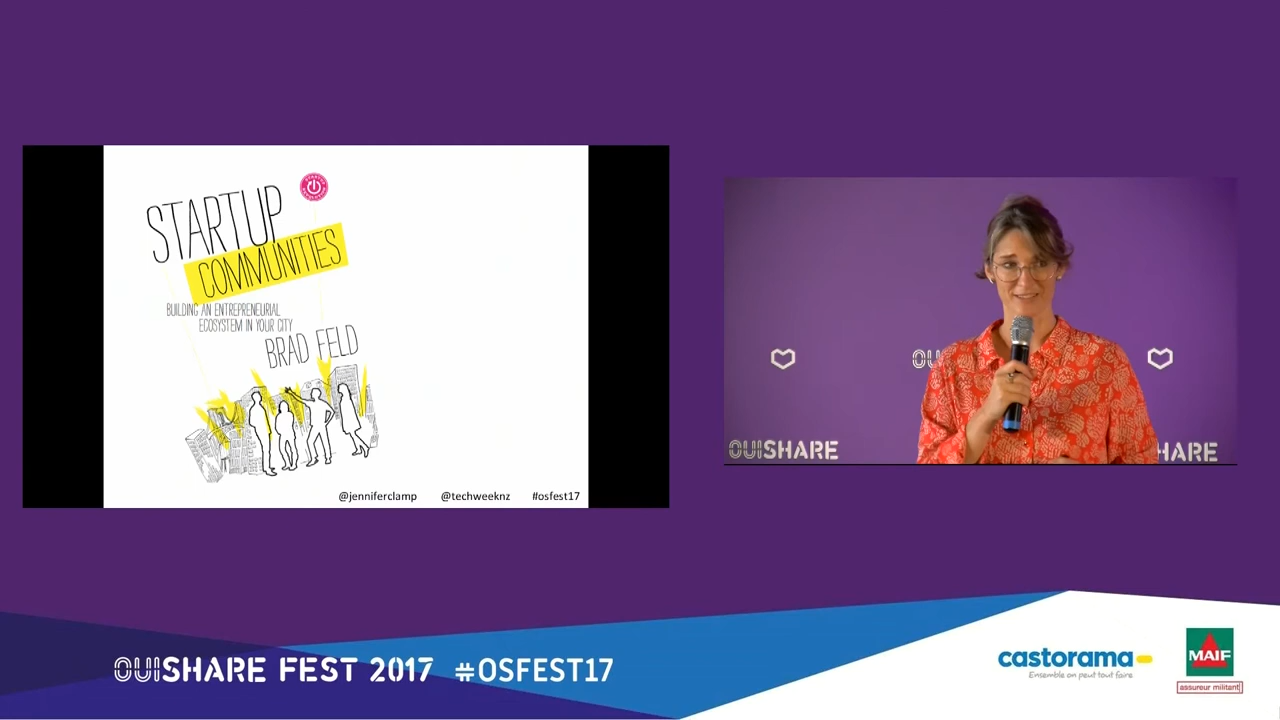 STARTUP
COMMUNITIES
BUILDING AN ENTREPRENEURIAL
ECOSYSTEM IN YOUR CITY
BRAD FELD
@jenniferclamp @techweeknz #osfest17
OUI
OUISHARE
HARE
OUISHARE FEST 2017 #OSFEST17
castorama
Ensemble on peut tout faire
MAIF
assureur militant